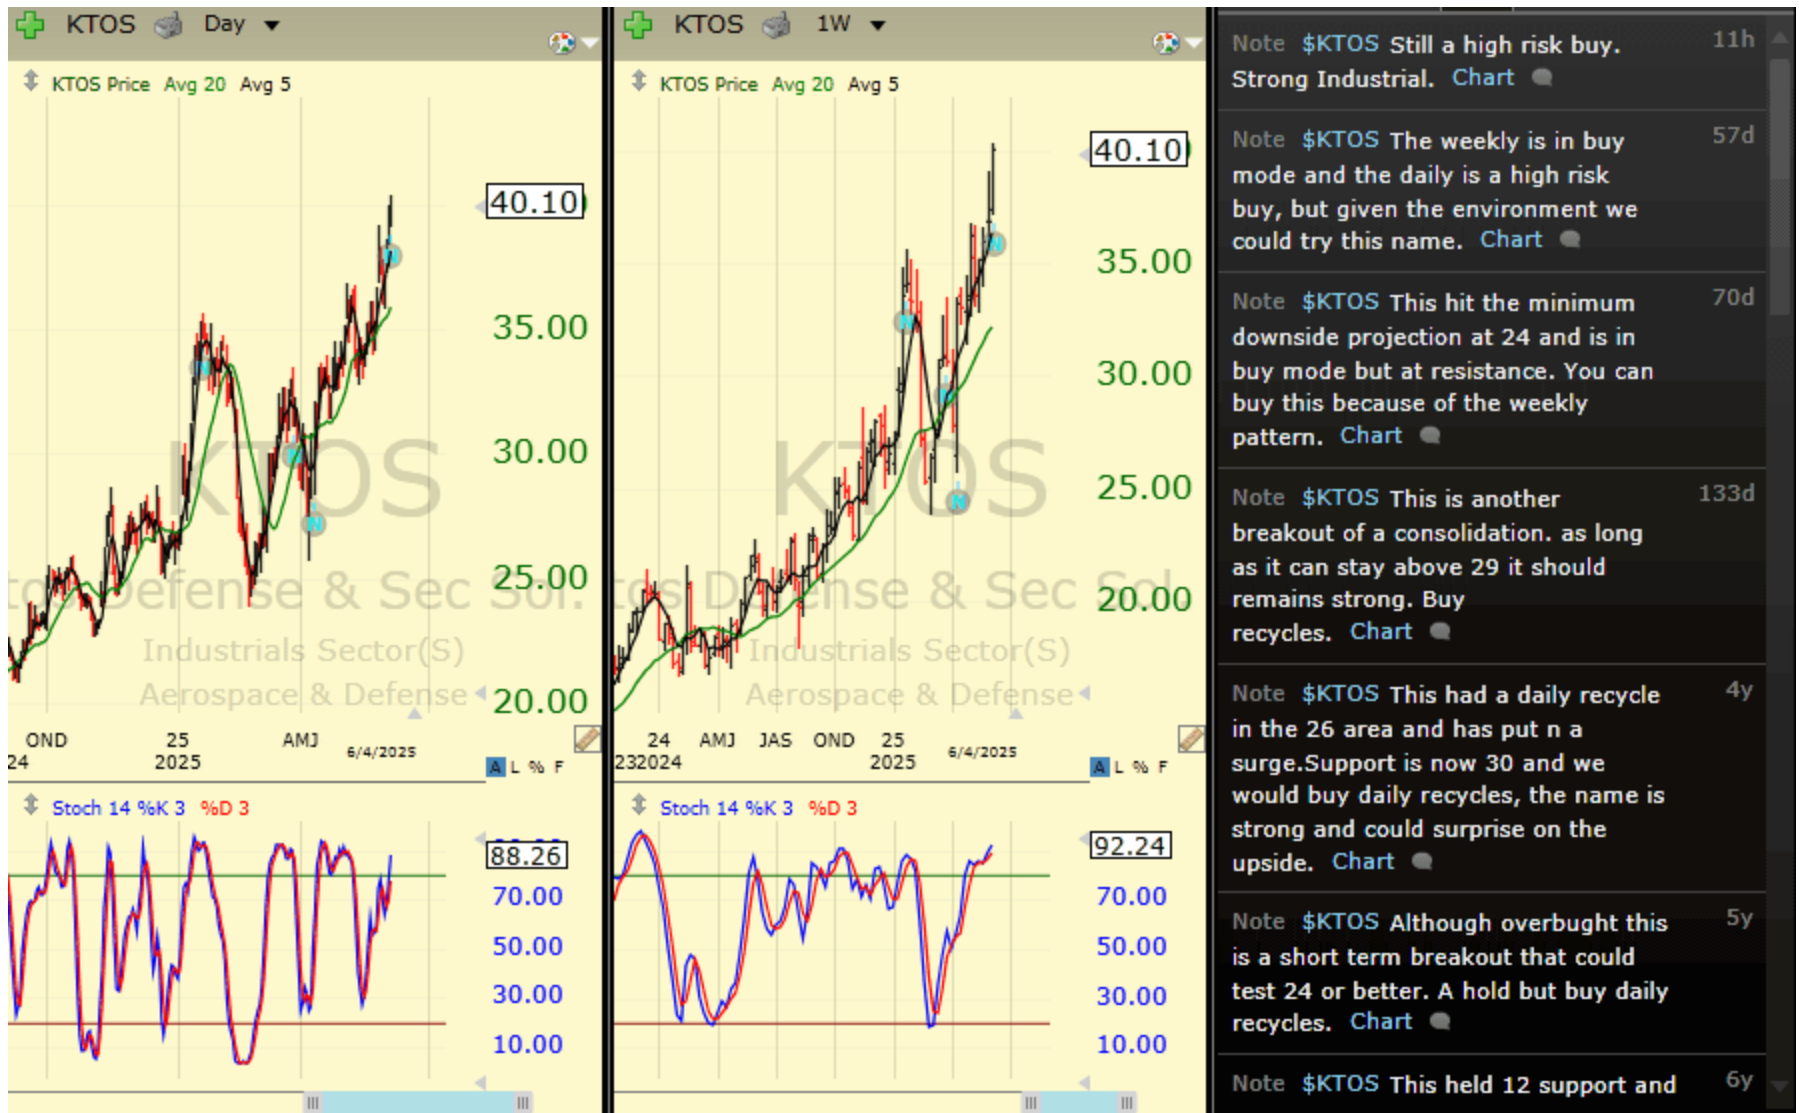 KTOS Day
KTOS Price Avg 20 Avg 5
40.10
35.00
30.00
25.00
20.00
KTOS
Defense & Sec Sol.
Industrials Sector(S)
Aerospace & Defense
OND 25 AMJ 6/4/2025
24 2025
A L % F
Stoch 14 %K 3 %D 3
88.26
70.00
50.00
30.00
10.00
KTOS 1W
KTOS Price Avg 20 Avg 5
40.10
35.00
30.00
25.00
20.00
KTOS
Defense & Sec Sol.
Industrials Sector(S)
Aerospace & Defense
24 AMJ JAS OND 25 6/4/2025
232024 2025
A L % F
Stoch 14 %K 3 %D 3
92.24
70.00
50.00
30.00
10.00
Note $KTOS Still a high risk buy. 11h
Strong Industrial. Chart
Note $KTOS The weekly is in buy 57d
mode and the daily is a high risk
buy, but given the environment we
could try this name. Chart
Note $KTOS This hit the minimum 70d
downside projection at 24 and is in
buy mode but at resistance. You can
buy this because of the weekly
pattern. Chart
Note $KTOS This is another 133d
breakout of a consolidation. as long
as it can stay above 29 it should
remains strong. Buy
recycles. Chart
Note $KTOS This had a daily recycle 4y
in the 26 area and has put n a
surge.Support is now 30 and we
would buy daily recycles, the name is
strong and could surprise on the
upside. Chart
Note $KTOS Although overbught this 5y
is a short term breakout that could
test 24 or better. A hold but buy daily
recycles. Chart
Note $KTOS This held 12 support and 6y